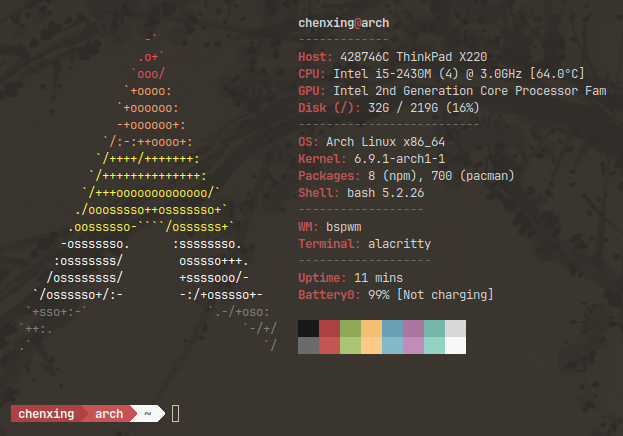 chenxing@arch
-------------
Host: 428746C ThinkPad X220
CPU: Intel i5-2430M (4) @ 3.0GHz [64.0°C]
GPU: Intel 2nd Generation Core Processor Fam
Disk (/): 32G / 219G (16%)
--------------------------
OS: Arch Linux x86_64
Kernel: 6.9.1-arch1-1
Packages: 8 (npm), 700 (pacman)
Shell: bash 5.2.26
------------------
WM: bspwm
Terminal: alacritty
-------------------
Uptime: 11 mins
Battery0: 99% [Not charging]
-`
.o+`
`ooo/
`+oooo:
`+oooooo:
-+oooooo+:
`/:-:++oooo+:
`/++++/+++++++:
`/++++++++++++++:
`/+++ooooooooooooo/`
./ooosssso++osssssso+`
.oossssso-````/ossssss+`
-osssssso.      :ssssssso.
:osssssss/        osssso+++.
/ossssssss/        +ssssooo/-
`/ossssso+/:-        -:/+osssso+-
`+sso+:-`                 `.-/+oso:
`++:.                           `-/+/
.`                                 `/
chenxing arch ~